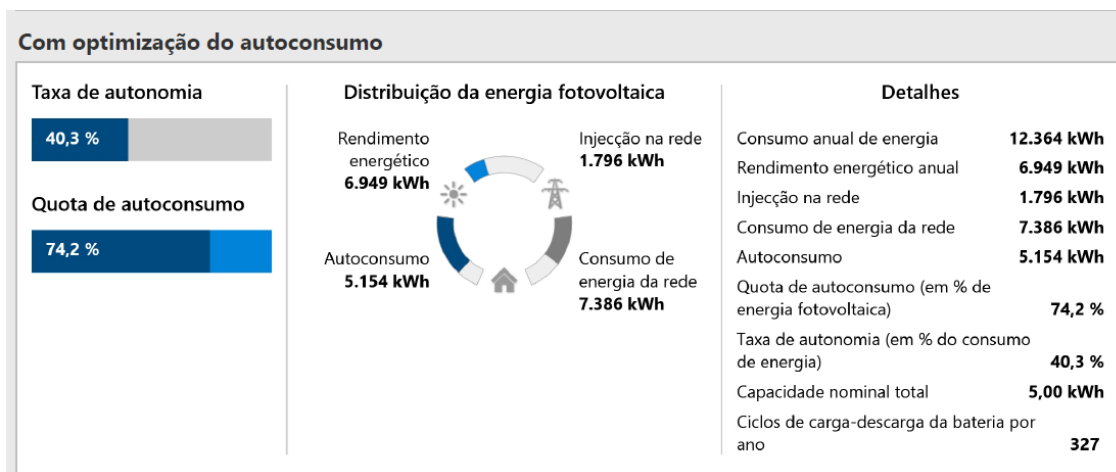 Com optimização do autoconsumo
Taxa de autonomia
40,3 %
Quota de autoconsumo
74,2 %
Distribuição da energia fotovoltaica
Rendimento
energético
6.949 kWh
Injecção na rede
1.796 kWh
Autoconsumo
5.154 kWh
Consumo de
energia da rede
7.386 kWh
Detalhes
Consumo anual de energia 12.364 kWh
Rendimento energético anual 6.949 kWh
Injecção na rede 1.796 kWh
Consumo de energia da rede 7.386 kWh
Autoconsumo 5.154 kWh
Quota de autoconsumo (em % de
energia fotovoltaica) 74,2 %
Taxa de autonomia (em % do consumo
de energia) 40,3 %
Capacidade nominal total 5,00 kWh
Ciclos de carga-descarga da bateria por
ano 327